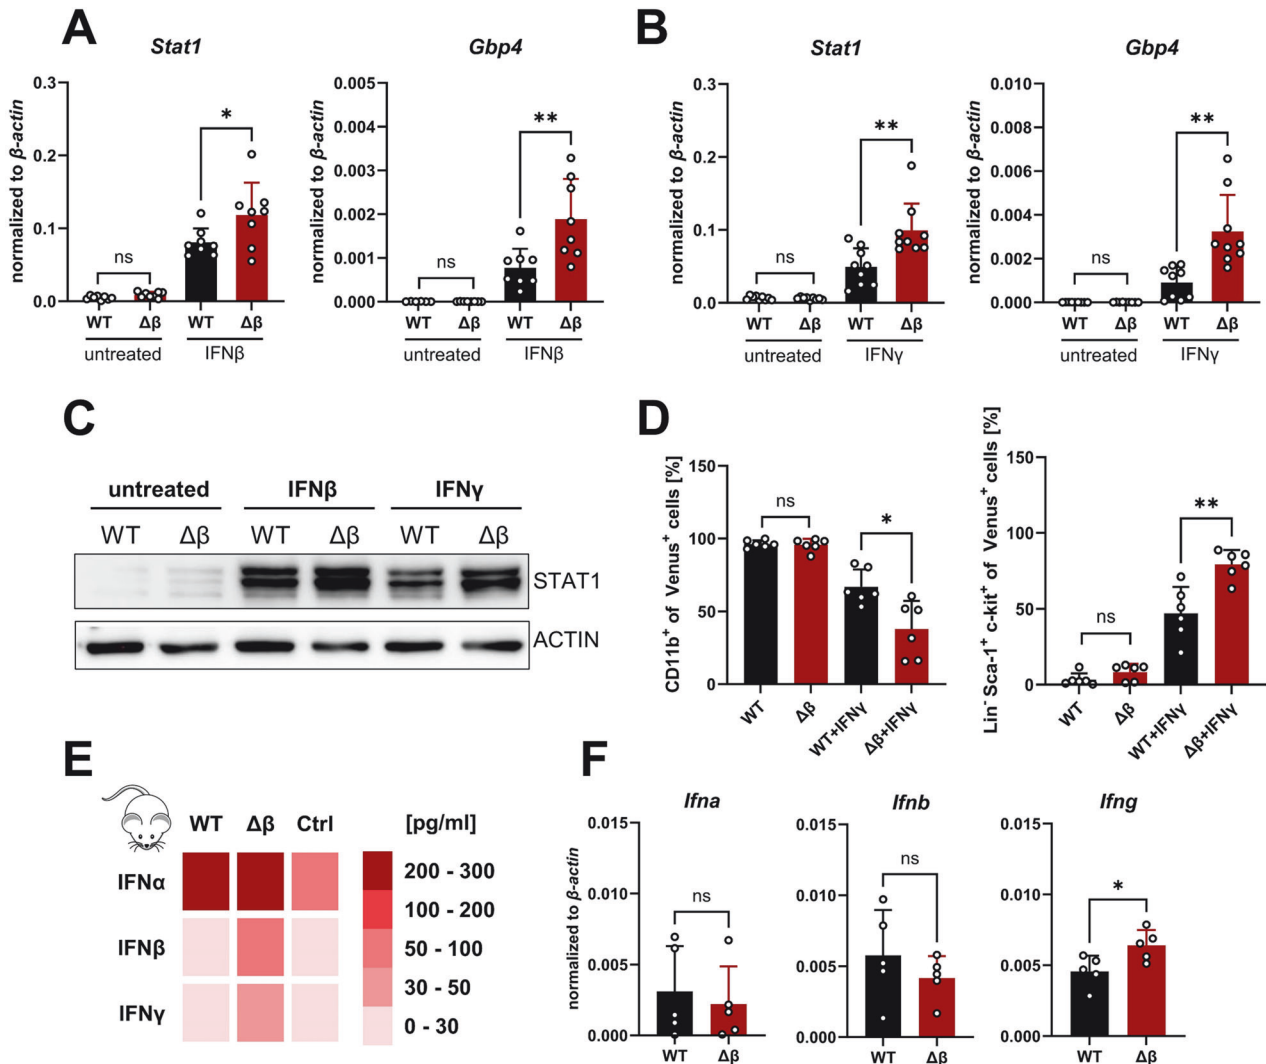 A
Stat1
normalized to β-actin
0.3
0.2
0.1
0.0
ns
*
WT
Δβ
WT
Δβ
untreated
IFNβ
Gbp4
0.005
0.004
0.003
0.002
0.001
0.000
normalized to β-actin
ns
**
WT
Δβ
WT
Δβ
untreated
IFNβ
B
Stat1
normalized to β-actin
0.3
0.2
0.1
0.0
ns
**
WT
Δβ
WT
Δβ
untreated
IFNγ
Gbp4
normalized to β-actin
0.010
0.008
0.006
0.004
0.002
0.000
ns
**
WT
Δβ
WT
Δβ
untreated
IFNγ
C
untreated
IFNβ
IFNγ
WT
Δβ
WT
Δβ
WT
Δβ
STAT1
ACTIN
D
CD11b⁺ of Venus⁺ cells [%]
150
100
50
0
ns
*
WT
Δβ
WT+IFNγ
Δβ+IFNγ
Lin⁻Sca-1⁺ c-kit⁺ of Venus⁺ cells [%]
150
100
50
0
ns
**
WT
Δβ
WT+IFNγ
Δβ+IFNγ
E
WT
Δβ
Ctrl
[pg/ml]
IFNα
IFNβ
IFNγ
200 - 300
100 - 200
50 - 100
30 - 50
0 - 30
F
Ifna
normalized to β-actin
0.015
0.010
0.005
0.000
ns
WT
Δβ
Ifnb
0.015
0.010
0.005
0.000
ns
WT
Δβ
Ifng
0.015
0.010
0.005
0.000
*
WT
Δβ